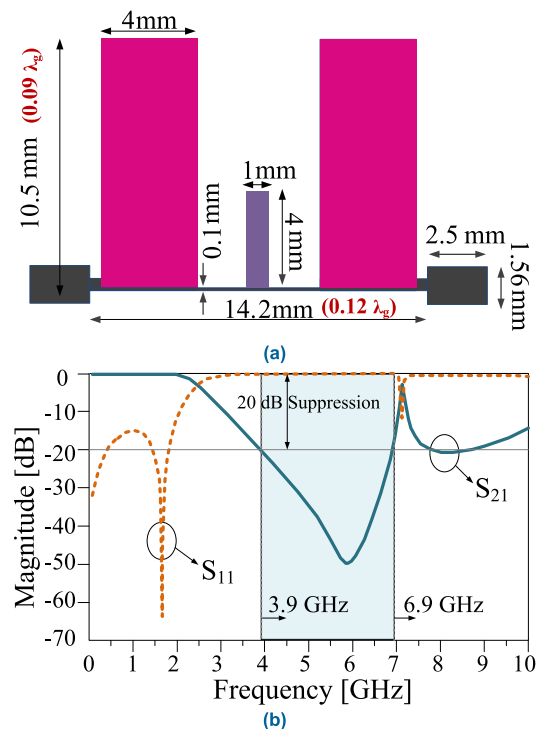 4mm
10.5 mm (0.09 λg)
1mm
0.1mm
4 mm
2.5 mm
1.56mm
14.2mm (0.12 λg)
(a)
0
-10
-20
-30
-40
-50
-60
-70
Magnitude [dB]
20 dB Suppression
S21
S11
3.9 GHz
6.9 GHz
0 1 2 3 4 5 6 7 8 9 10
Frequency [GHz]
(b)